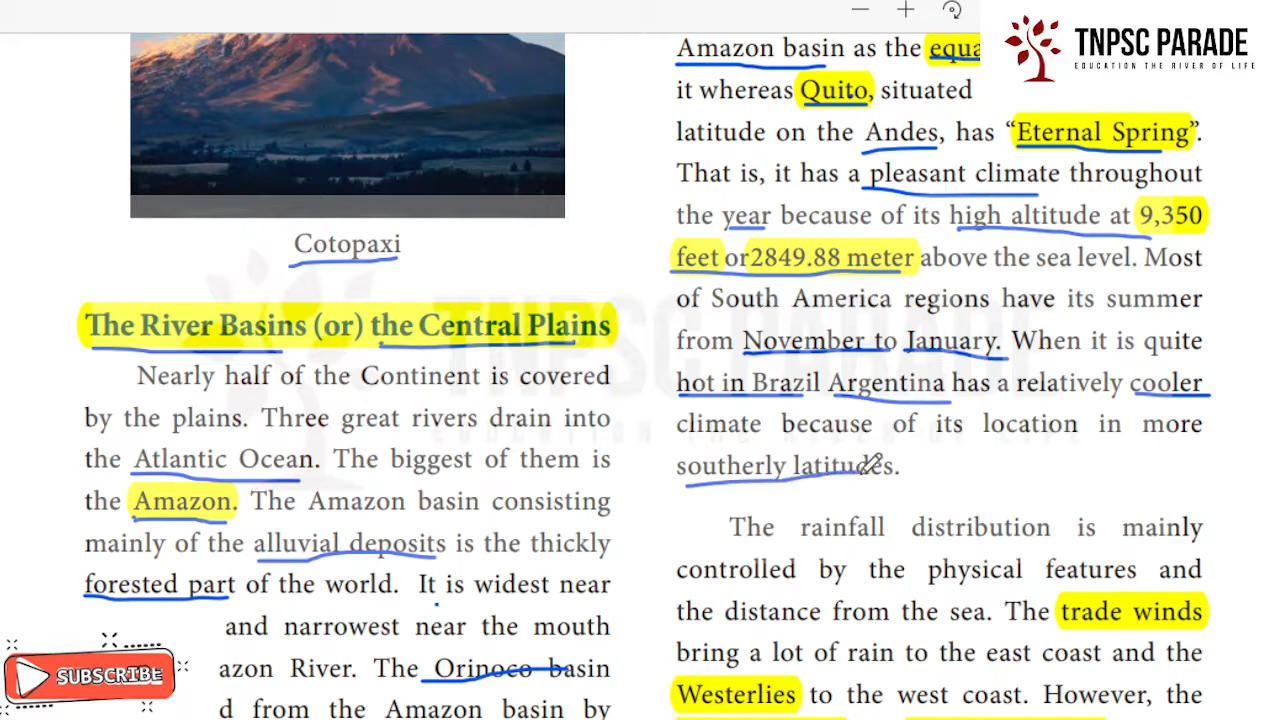 TNPSC PARADE
EDUCATION THE RIVER OF LIFE
Cotopaxi
The River Basins (or) the Central Plains
Nearly half of the Continent is covered
by the plains. Three great rivers drain into
the Atlantic Ocean. The biggest of them is
the Amazon. The Amazon basin consisting
mainly of the alluvial deposits is the thickly
forested part of the world. It is widest near
and narrowest near the mouth
azon River. The Orinoco basin
d from the Amazon basin by
SUBSCRIBE
Amazon basin as the equa
it whereas Quito, situated
latitude on the Andes, has “Eternal Spring”.
That is, it has a pleasant climate throughout
the year because of its high altitude at 9,350
feet or2849.88 meter above the sea level. Most
of South America regions have its summer
from November to January. When it is quite
hot in Brazil Argentina has a relatively cooler
climate because of its location in more
southerly latitudes.
The rainfall distribution is mainly
controlled by the physical features and
the distance from the sea. The trade winds
bring a lot of rain to the east coast and the
Westerlies to the west coast. However, the